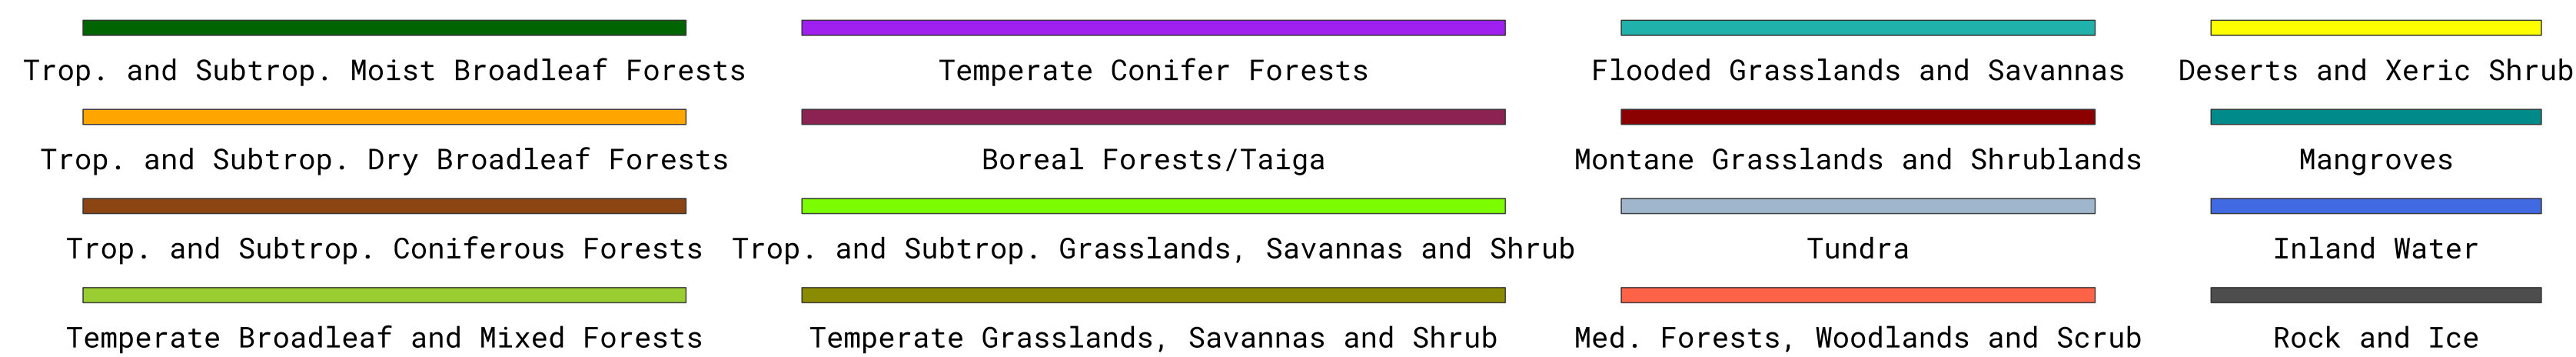 Trop. and Subtrop. Moist Broadleaf Forests
Temperate Conifer Forests
Flooded Grasslands and Savannas
Deserts and Xeric Shrub
Trop. and Subtrop. Dry Broadleaf Forests
Boreal Forests/Taiga
Montane Grasslands and Shrublands
Mangroves
Trop. and Subtrop. Coniferous Forests
Trop. and Subtrop. Grasslands, Savannas and Shrub
Tundra
Inland Water
Temperate Broadleaf and Mixed Forests
Temperate Grasslands, Savannas and Shrub
Med. Forests, Woodlands and Scrub
Rock and Ice